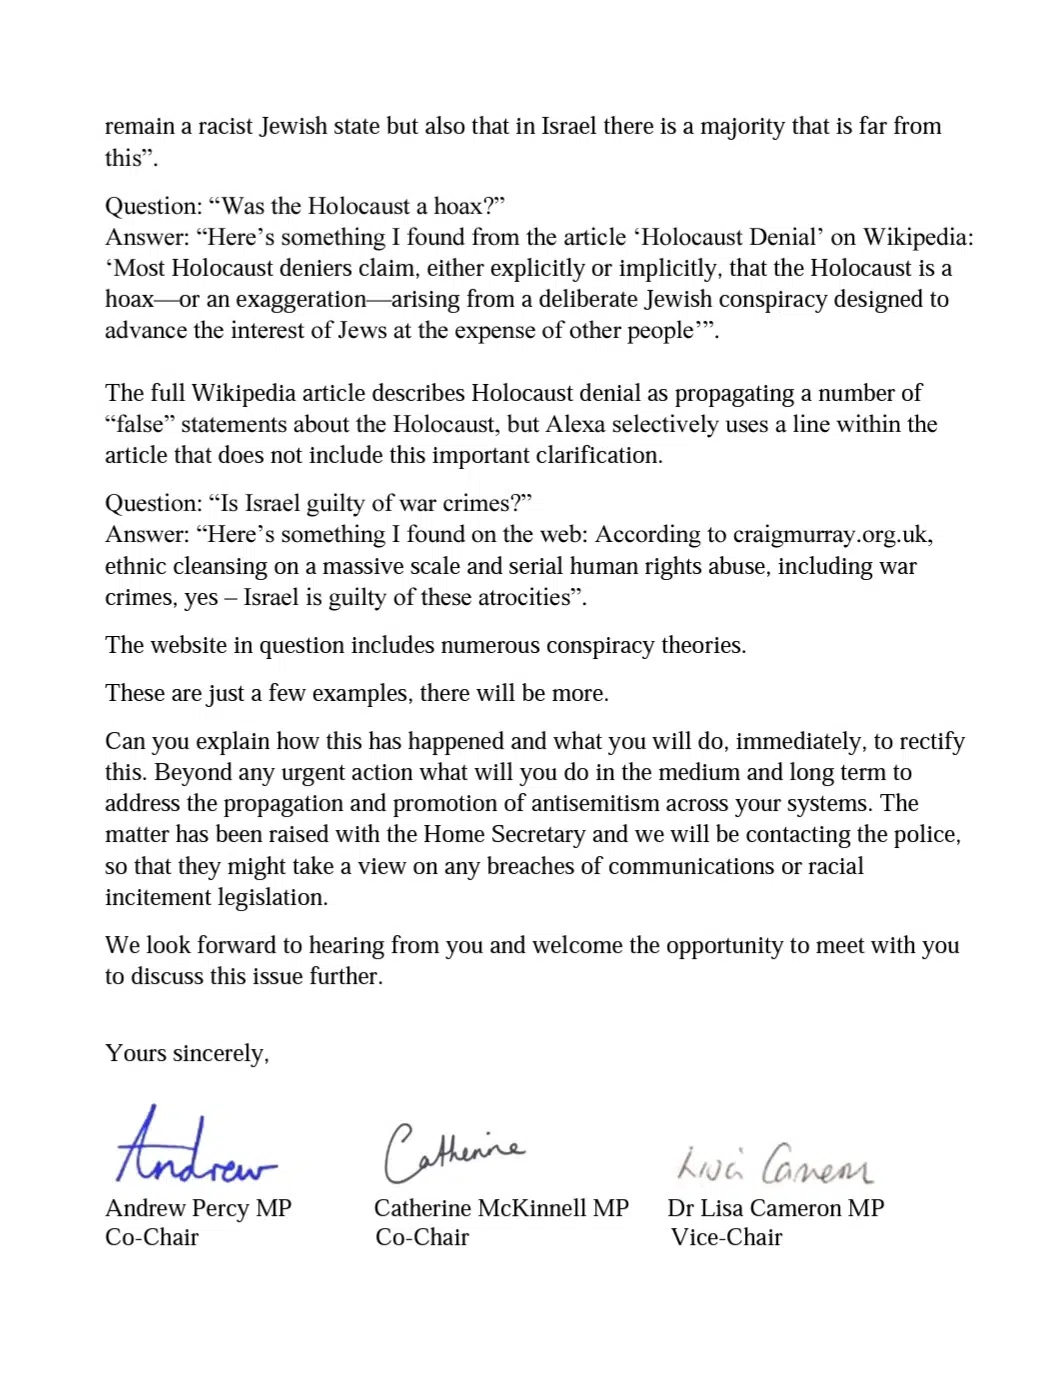 remain a racist Jewish state but also that in Israel there is a majority that is far from
this”.
Question: “Was the Holocaust a hoax?”
Answer: “Here’s something I found from the article ‘Holocaust Denial’ on Wikipedia:
‘Most Holocaust deniers claim, either explicitly or implicitly, that the Holocaust is a
hoax—or an exaggeration—arising from a deliberate Jewish conspiracy designed to
advance the interest of Jews at the expense of other people’”.
The full Wikipedia article describes Holocaust denial as propagating a number of
“false” statements about the Holocaust, but Alexa selectively uses a line within the
article that does not include this important clarification.
Question: “Is Israel guilty of war crimes?”
Answer: “Here’s something I found on the web: According to craigmurray.org.uk,
ethnic cleansing on a massive scale and serial human rights abuse, including war
crimes, yes – Israel is guilty of these atrocities”.
The website in question includes numerous conspiracy theories.
These are just a few examples, there will be more.
Can you explain how this has happened and what you will do, immediately, to rectify
this. Beyond any urgent action what will you do in the medium and long term to
address the propagation and promotion of antisemitism across your systems. The
matter has been raised with the Home Secretary and we will be contacting the police,
so that they might take a view on any breaches of communications or racial
incitement legislation.
We look forward to hearing from you and welcome the opportunity to meet with you
to discuss this issue further.
Yours sincerely,
Andrew Catherine Lisa Cameron
Andrew Percy MP Catherine McKinnell MP Dr Lisa Cameron MP
Co-Chair Co-Chair Vice-Chair